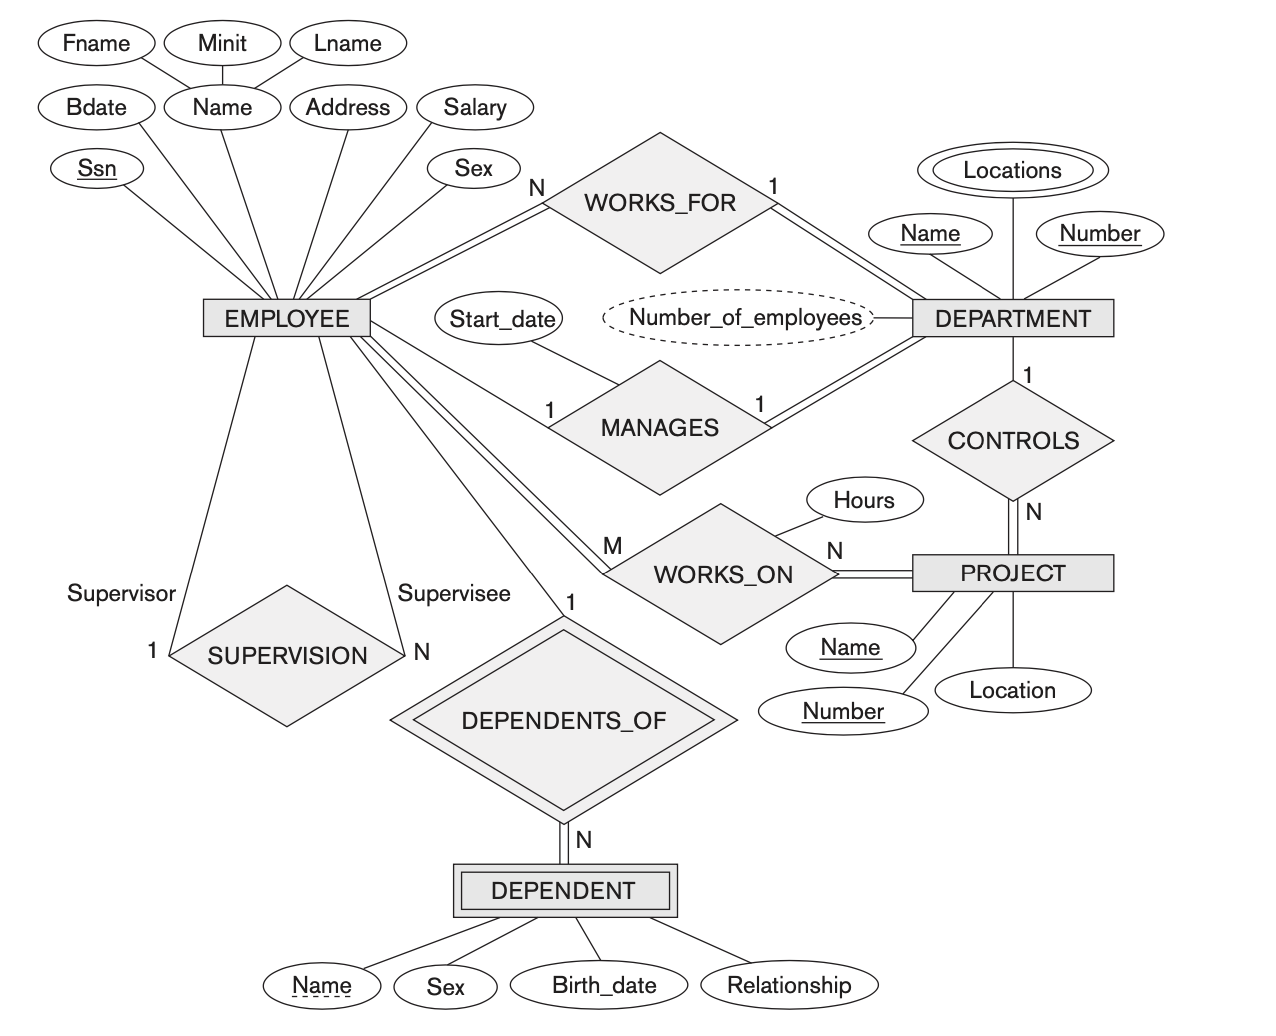 Fname
Minit
Lname
Bdate
Name
Address
Salary
Ssn
Sex
N
WORKS_FOR
1
Locations
Name
Number
EMPLOYEE
Start_date
Number_of_employees
DEPARTMENT
1
MANAGES
1
1
CONTROLS
N
Hours
M
WORKS_ON
N
PROJECT
Supervisor
Supervisee
1
SUPERVISION
N
1
Name
Number
Location
DEPENDENTS_OF
N
DEPENDENT
Name
Sex
Birth_date
Relationship